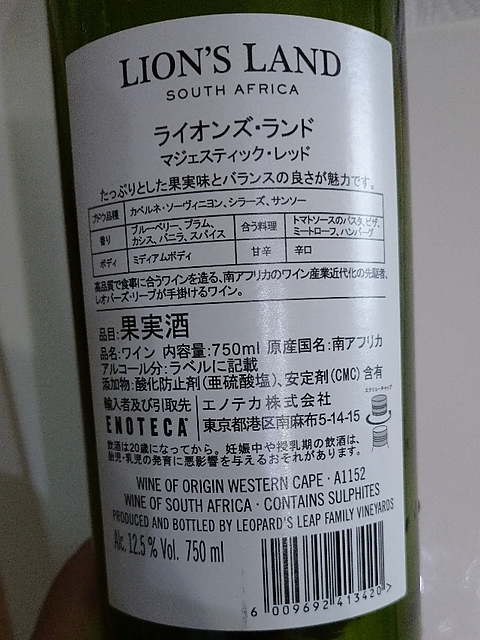 LION'S LAND
SOUTH AFRICA
ライオンズ・ランド
マジェスティック・レッド
たっぷりとした果実味とバランスの良さが魅力です。
ブドウ品種 カベルネ・ソーヴィニヨン、シラーズ、サンソー
香り ブルーベリー、プラム、カシス、バニラ、スパイス 合う料理 トマトソースのパスタ、ピザ、ミートローフ、ハンバーグ
ボディ ミディアムボディ 甘辛 辛口
高品質で食事に合うワインを造る、南アフリカのワイン産業近代化の先駆者、
レオパーズ・リープが手掛けるワイン。
品目:果実酒
品名:ワイン 内容量:750ml 原産国名:南アフリカ
アルコール分:ラベルに記載
添加物:酸化防止剤(亜硫酸塩)、安定剤(CMC)含有
スクリューキャップ
輸入者及び引取先 エノテカ株式会社
ENOTECA 東京都港区南麻布5-14-15
飲酒は20歳になってから。妊娠中や授乳期の飲酒は、
胎児・乳児の発育に悪影響を与えるおそれがあります。
WINE OF ORIGIN WESTERN CAPE · A1152
WINE OF SOUTH AFRICA · CONTAINS SULPHITES
PRODUCED AND BOTTLED BY LEOPARD'S LEAP FAMILY VINEYARDS
Alc. 12.5 % Vol. 750 ml
6 009692 413420 >